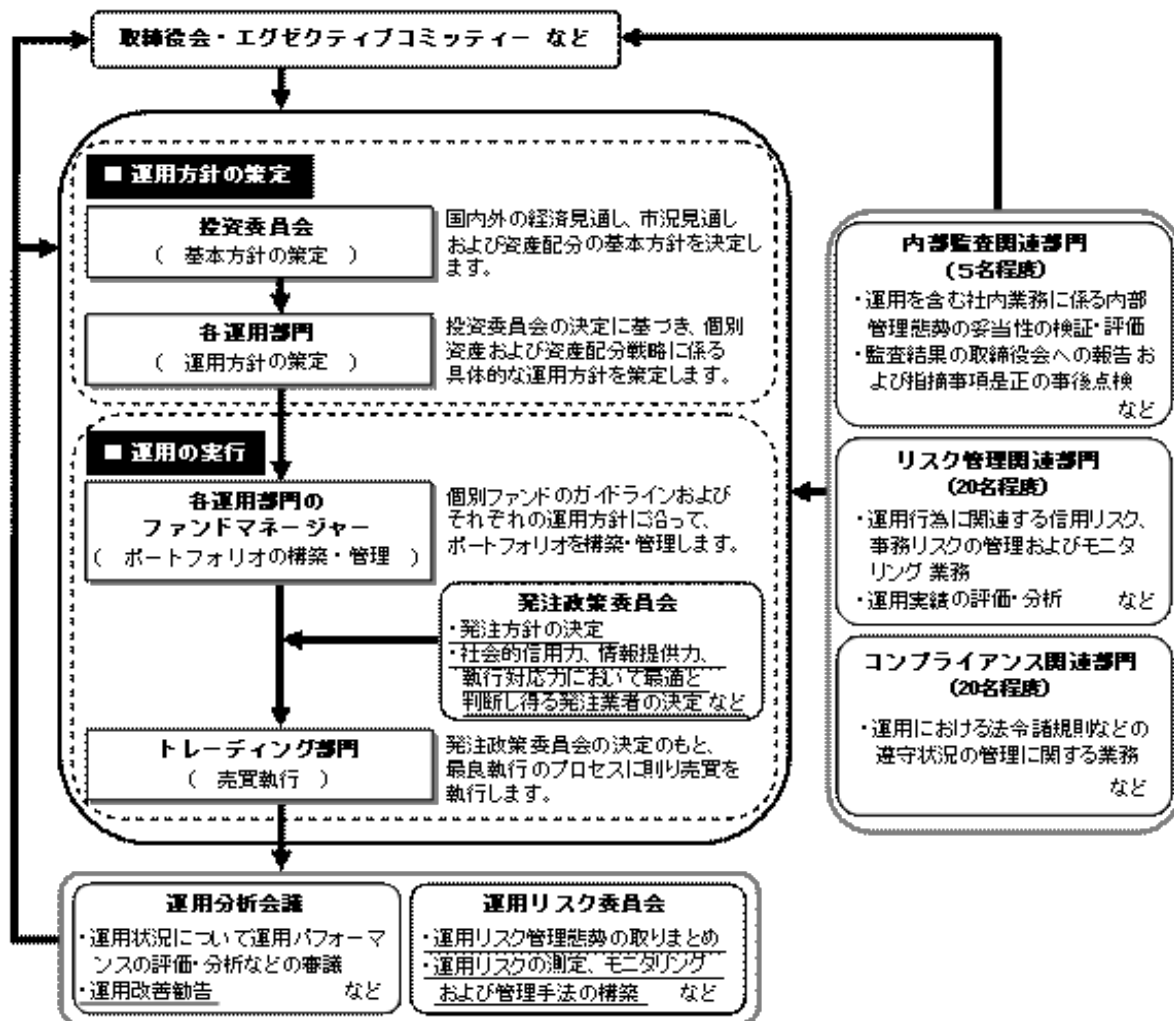 取締役会・エグゼクティブコミッティー など
■ 運用方針の策定
投資委員会
( 基本方針の策定 )
国内外の経済見通し、市況見通し
および資産配分の基本方針を決定し
ます。
各運用部門
( 運用方針の策定 )
投資委員会の決定に基づき、個別
資産および資産配分戦略に係る
具体的な運用方針を策定します。
■ 運用の実行
各運用部門の
ファンドマネージャー
( ポートフォリオの構築・管理 )
個別ファンドのガイドラインおよび
それぞれの運用方針に沿って、
ポートフォリオを構築・管理します。
発注政策委員会
・発注方針の決定
・社会的信用力、情報提供力、
執行対応力において最適と
判断し得る発注業者の決定 など
トレーディング部門
( 売買執行 )
発注政策委員会の決定のもと、
最良執行のプロセスに則り売買を
執行します。
内部監査関連部門
(5名程度)
・運用を含む社内業務に係る内部
管理態勢の妥当性の検証・評価
・監査結果の取締役会への報告 お
よび指摘事項是正の事後点検
など
リスク管理関連部門
(20名程度)
・運用行為に関連する信用リスク、
事務リスクの管理およびモニタ
リング 業務
・運用実績の評価・分析 など
コンプライアンス関連部門
(20名程度)
・運用における法令諸規則などの
遵守状況の管理に関する業務
など
運用分析会議
・運用状況について運用パフォーマ
ンスの評価・分析などの審議
・運用改善勧告 など
運用リスク委員会
・運用リスク管理態勢の取りまとめ
・運用リスクの測定、モニタリング
および管理手法の構築 など